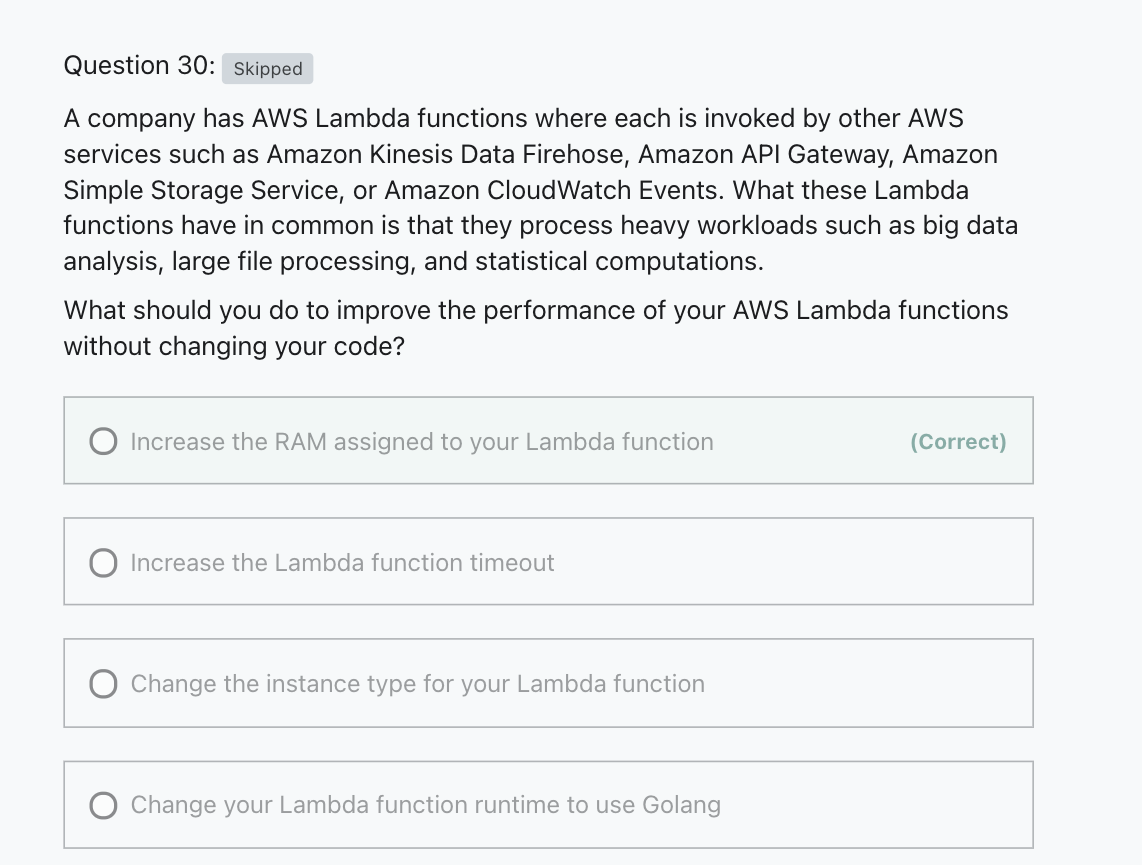 Question 30: Skipped
A company has AWS Lambda functions where each is invoked by other AWS
services such as Amazon Kinesis Data Firehose, Amazon API Gateway, Amazon
Simple Storage Service, or Amazon CloudWatch Events. What these Lambda
functions have in common is that they process heavy workloads such as big data
analysis, large file processing, and statistical computations.
What should you do to improve the performance of your AWS Lambda functions
without changing your code?
Increase the RAM assigned to your Lambda function (Correct)
Increase the Lambda function timeout
Change the instance type for your Lambda function
Change your Lambda function runtime to use Golang